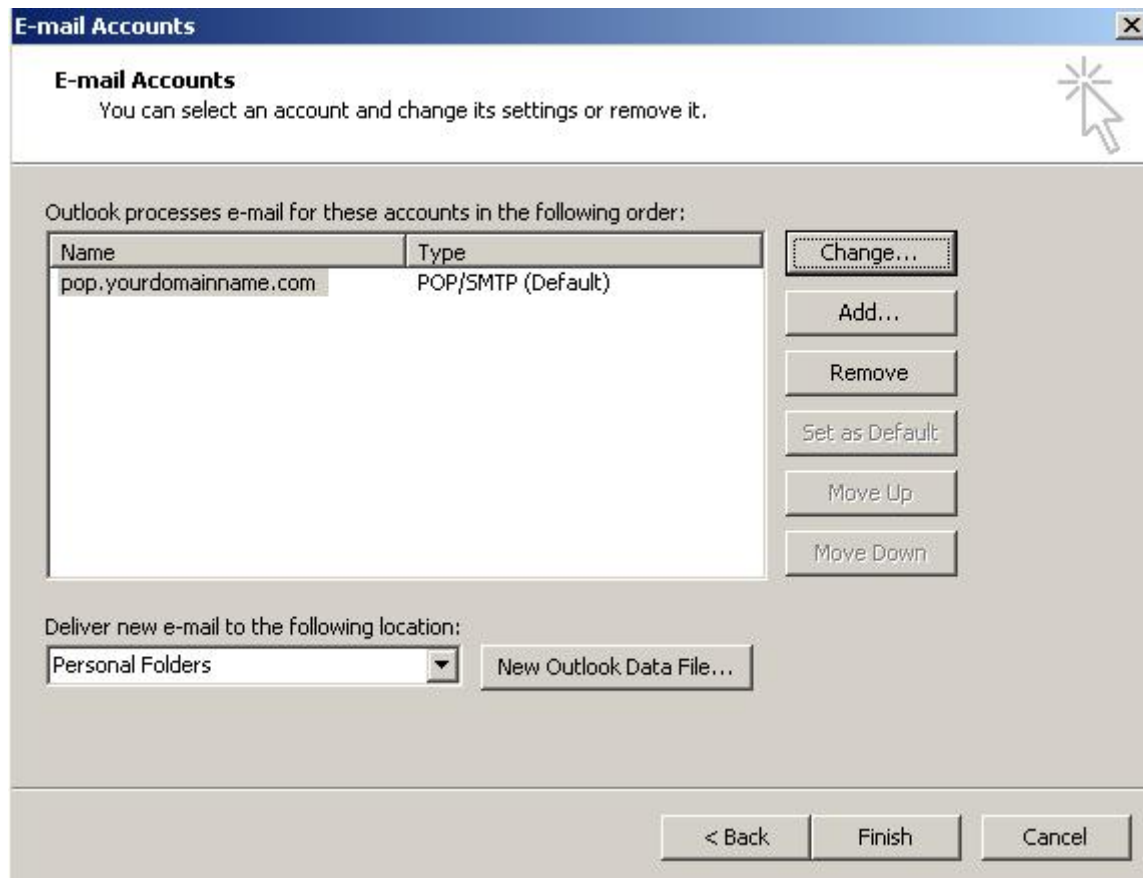 E-mail Accounts
E-mail Accounts
You can select an account and change its settings or remove it.
Outlook processes e-mail for these accounts in the following order:
Name Type
pop.yourdomainname.com POP/SMTP (Default)
Change...
Add...
Remove
Set as Default
Move Up
Move Down
Deliver new e-mail to the following location:
Personal Folders New Outlook Data File...
< Back Finish Cancel